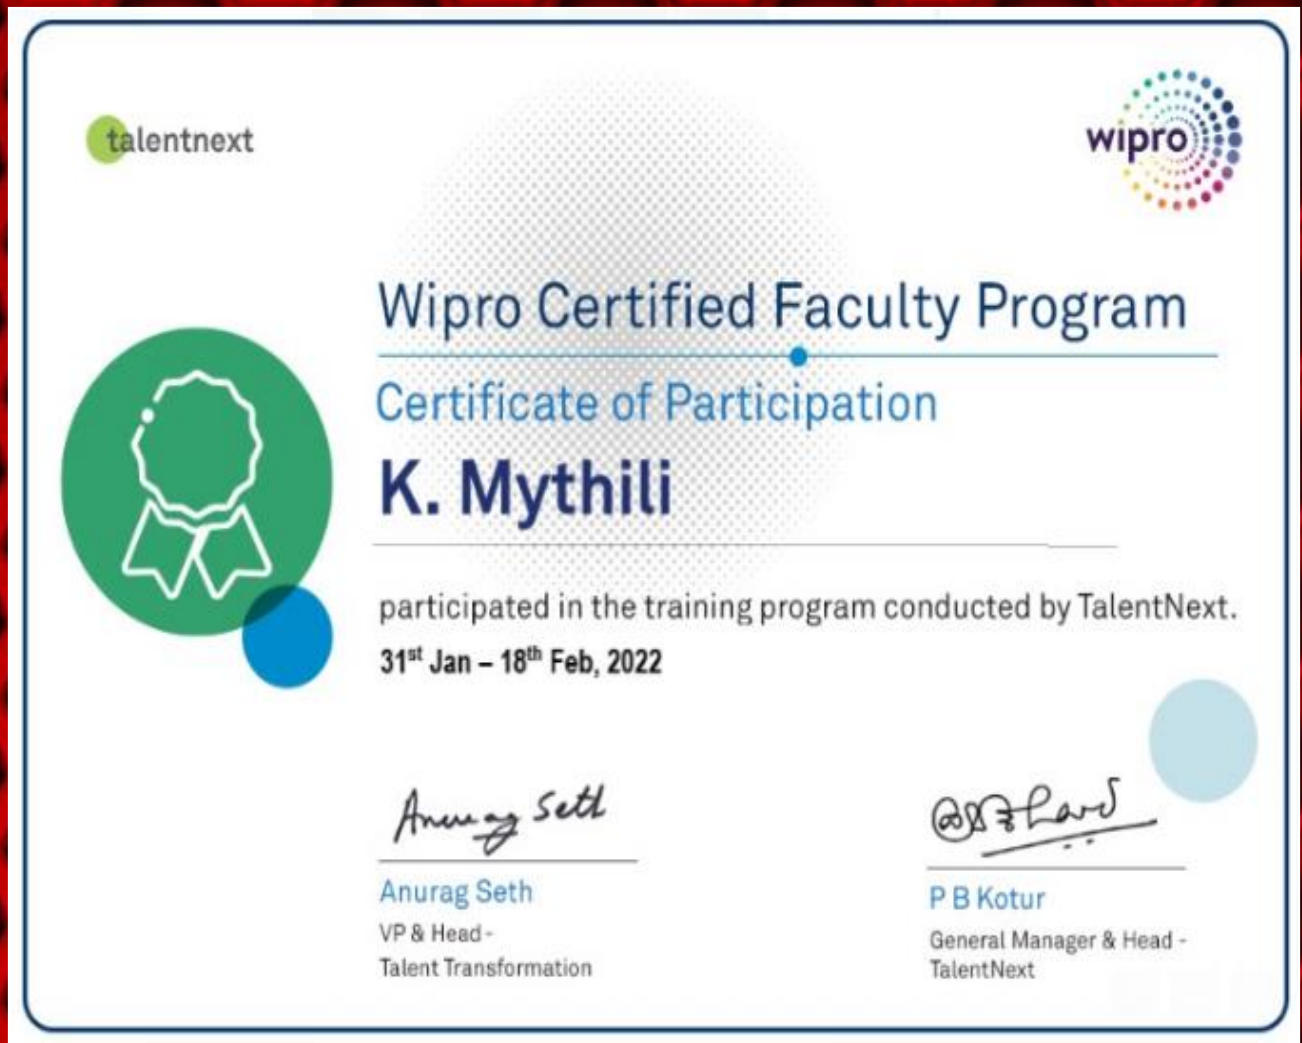 talentnext
wipro
Wipro Certified Faculty Program
Certificate of Participation
K. Mythili
participated in the training program conducted by TalentNext.
31st Jan – 18th Feb, 2022
Anurag Seth
Anurag Seth
P B Kotur
VP & Head -
Talent Transformation
General Manager & Head -
TalentNext